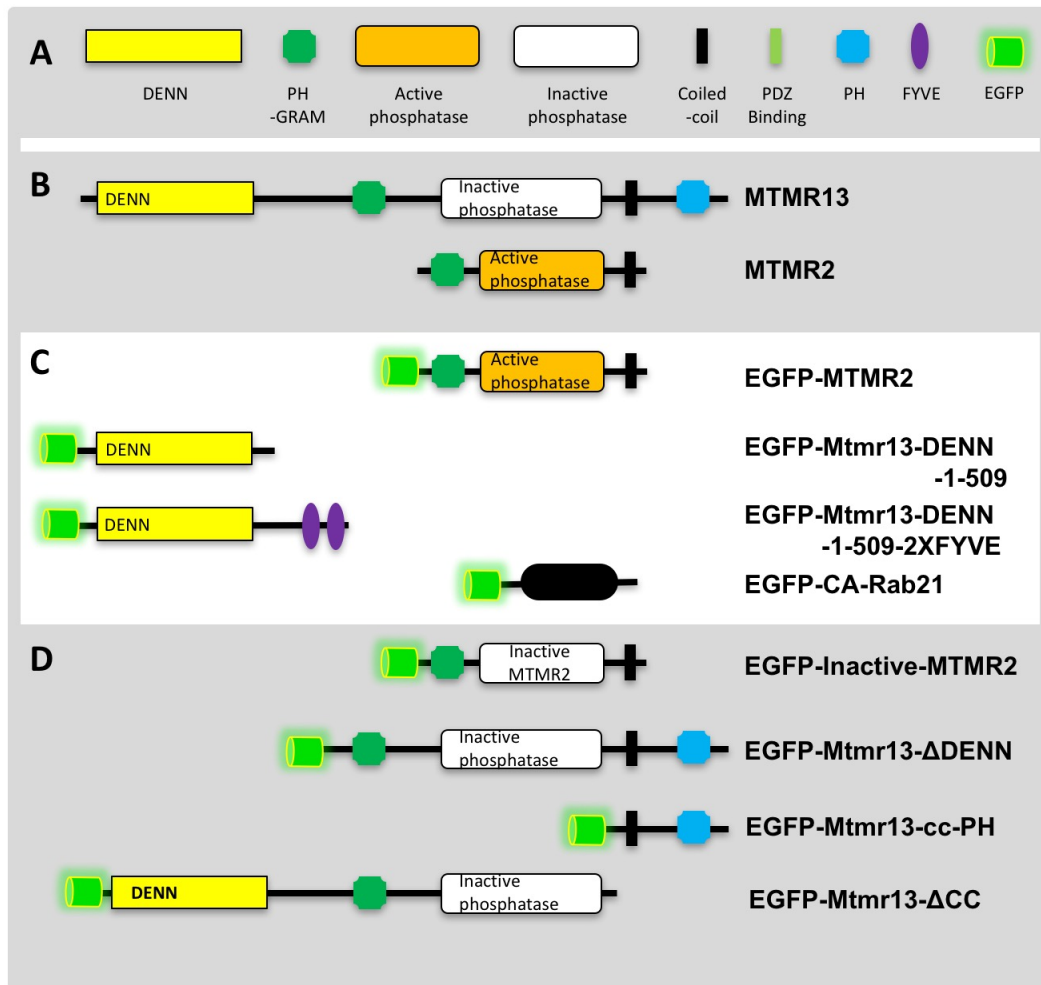 A
DENN
PH
-GRAM
Active
phosphatase
Inactive
phosphatase
Coiled
-coil
PDZ
Binding
PH
FYVE
EGFP
B
DENN
Inactive
phosphatase
MTMR13
Active
phosphatase
MTMR2
C
Active
phosphatase
EGFP-MTMR2
DENN
EGFP-Mtmr13-DENN
-1-509
DENN
EGFP-Mtmr13-DENN
-1-509-2XFYVE
EGFP-CA-Rab21
D
Inactive
MTMR2
EGFP-Inactive-MTMR2
Inactive
phosphatase
EGFP-Mtmr13-ΔDENN
EGFP-Mtmr13-cc-PH
DENN
Inactive
phosphatase
EGFP-Mtmr13-ΔCC